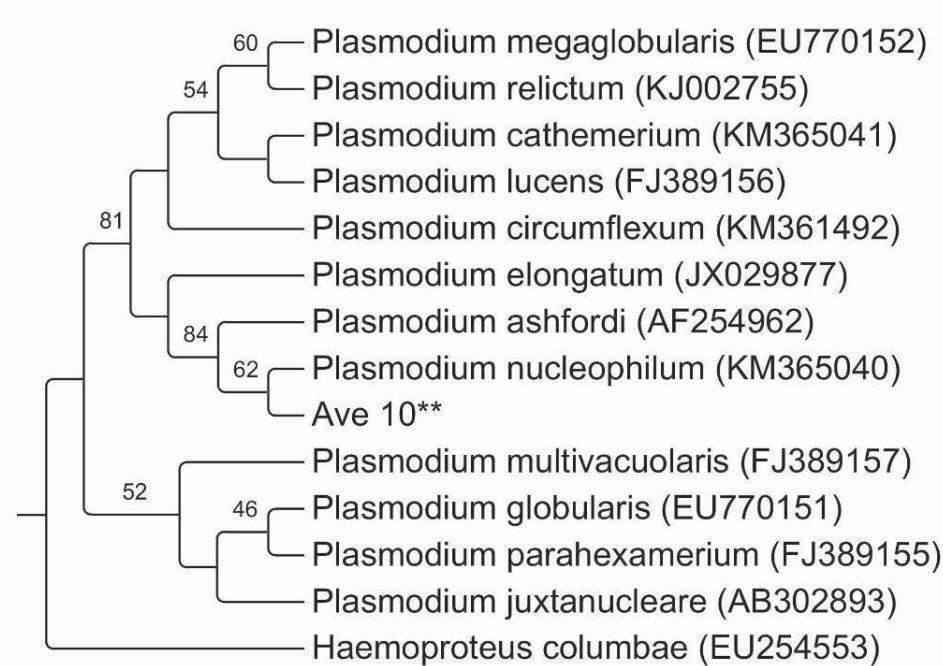 60
Plasmodium megaglobularis (EU770152)
54
Plasmodium relictum (KJ002755)
Plasmodium cathemerium (KM365041)
Plasmodium lucens (FJ389156)
81
Plasmodium circumflexum (KM361492)
Plasmodium elongatum (JX029877)
84
Plasmodium ashfordi (AF254962)
62
Plasmodium nucleophilum (KM365040)
Ave 10**
Plasmodium multivacuolaris (FJ389157)
52
46
Plasmodium globularis (EU770151)
Plasmodium parahexamerium (FJ389155)
Plasmodium juxtanucleare (AB302893)
Haemoproteus columbae (EU254553)